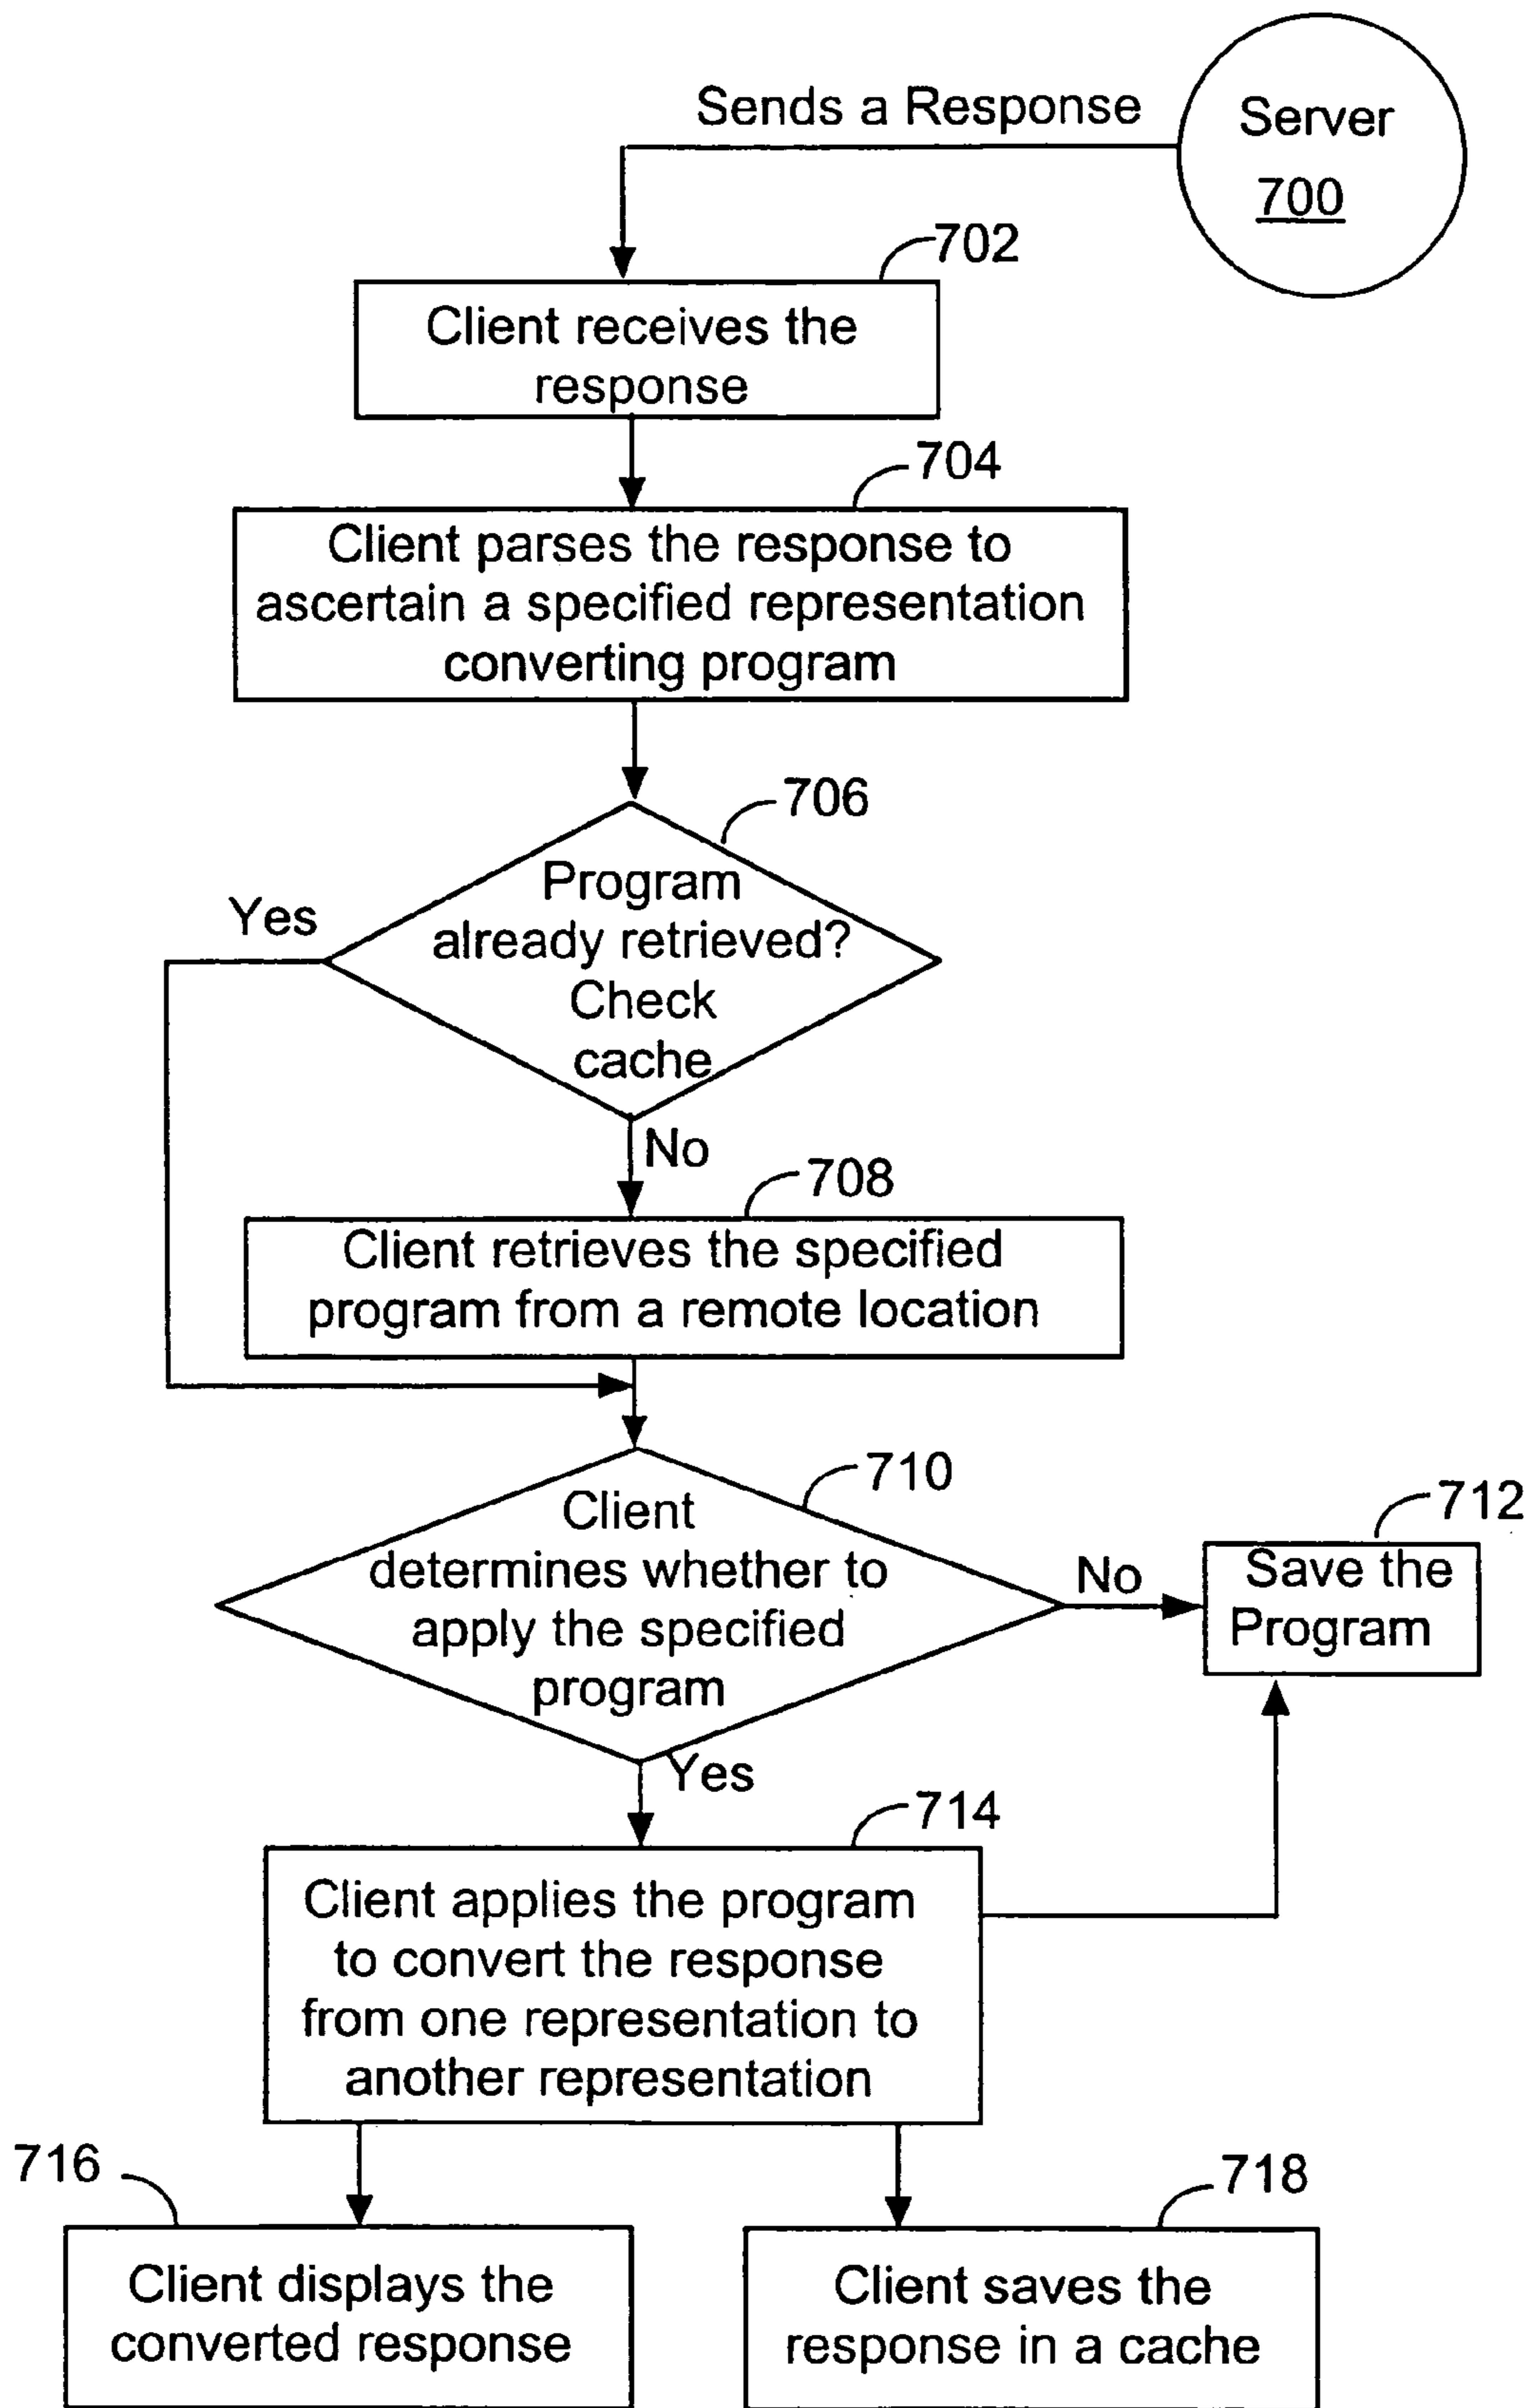 Sends a Response
Server
700
702
Client receives the
response
704
Client parses the response to
ascertain a specified representation
converting program
706
Program
already retrieved?
Check
cache
Yes
No
708
Client retrieves the specified
program from a remote location
710
Client
determines whether to
apply the specified
program
No
712
Save the
Program
Yes
714
Client applies the program
to convert the response
from one representation to
another representation
716
Client displays the
converted response
718
Client saves the
response in a cache